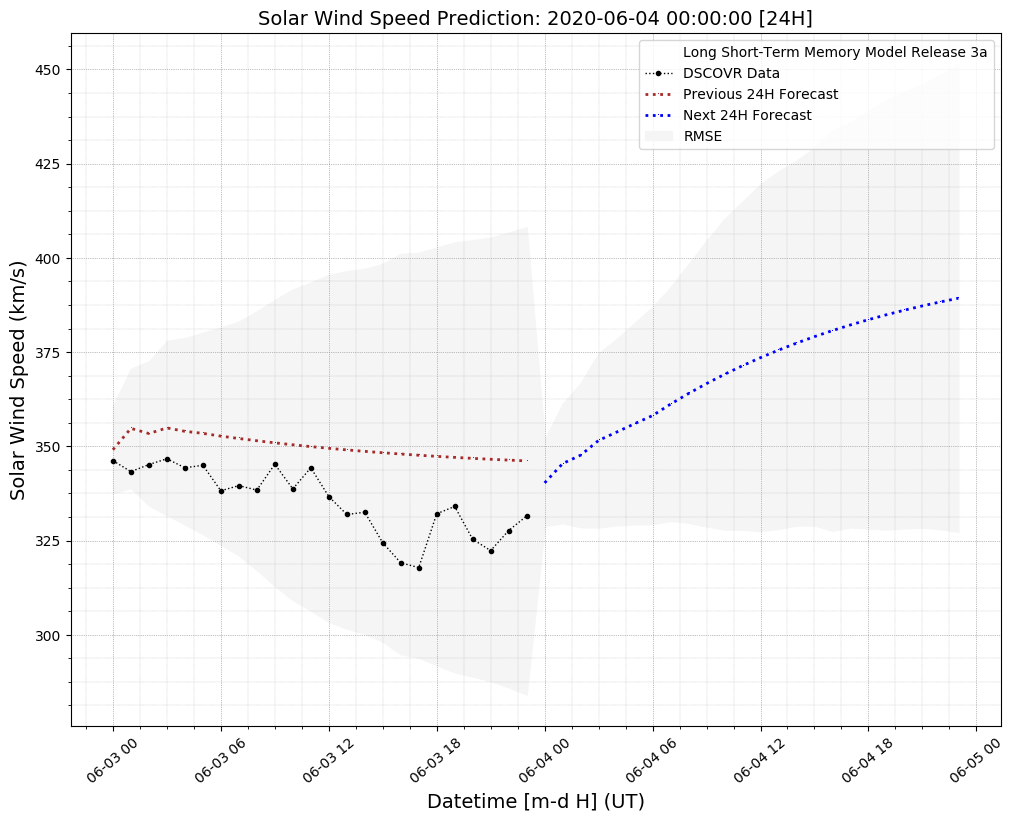 Solar Wind Speed Prediction: 2020-06-04 00:00:00 [24H]
Long Short-Term Memory Model Release 3a
DSCOVR Data
Previous 24H Forecast
Next 24H Forecast
RMSE
Solar Wind Speed (km/s)
450
425
400
375
350
325
300
06-03 00
06-03 06
06-03 12
06-03 18
06-04 00
06-04 06
06-04 12
06-04 18
06-05 00
Datetime [m-d H] (UT)